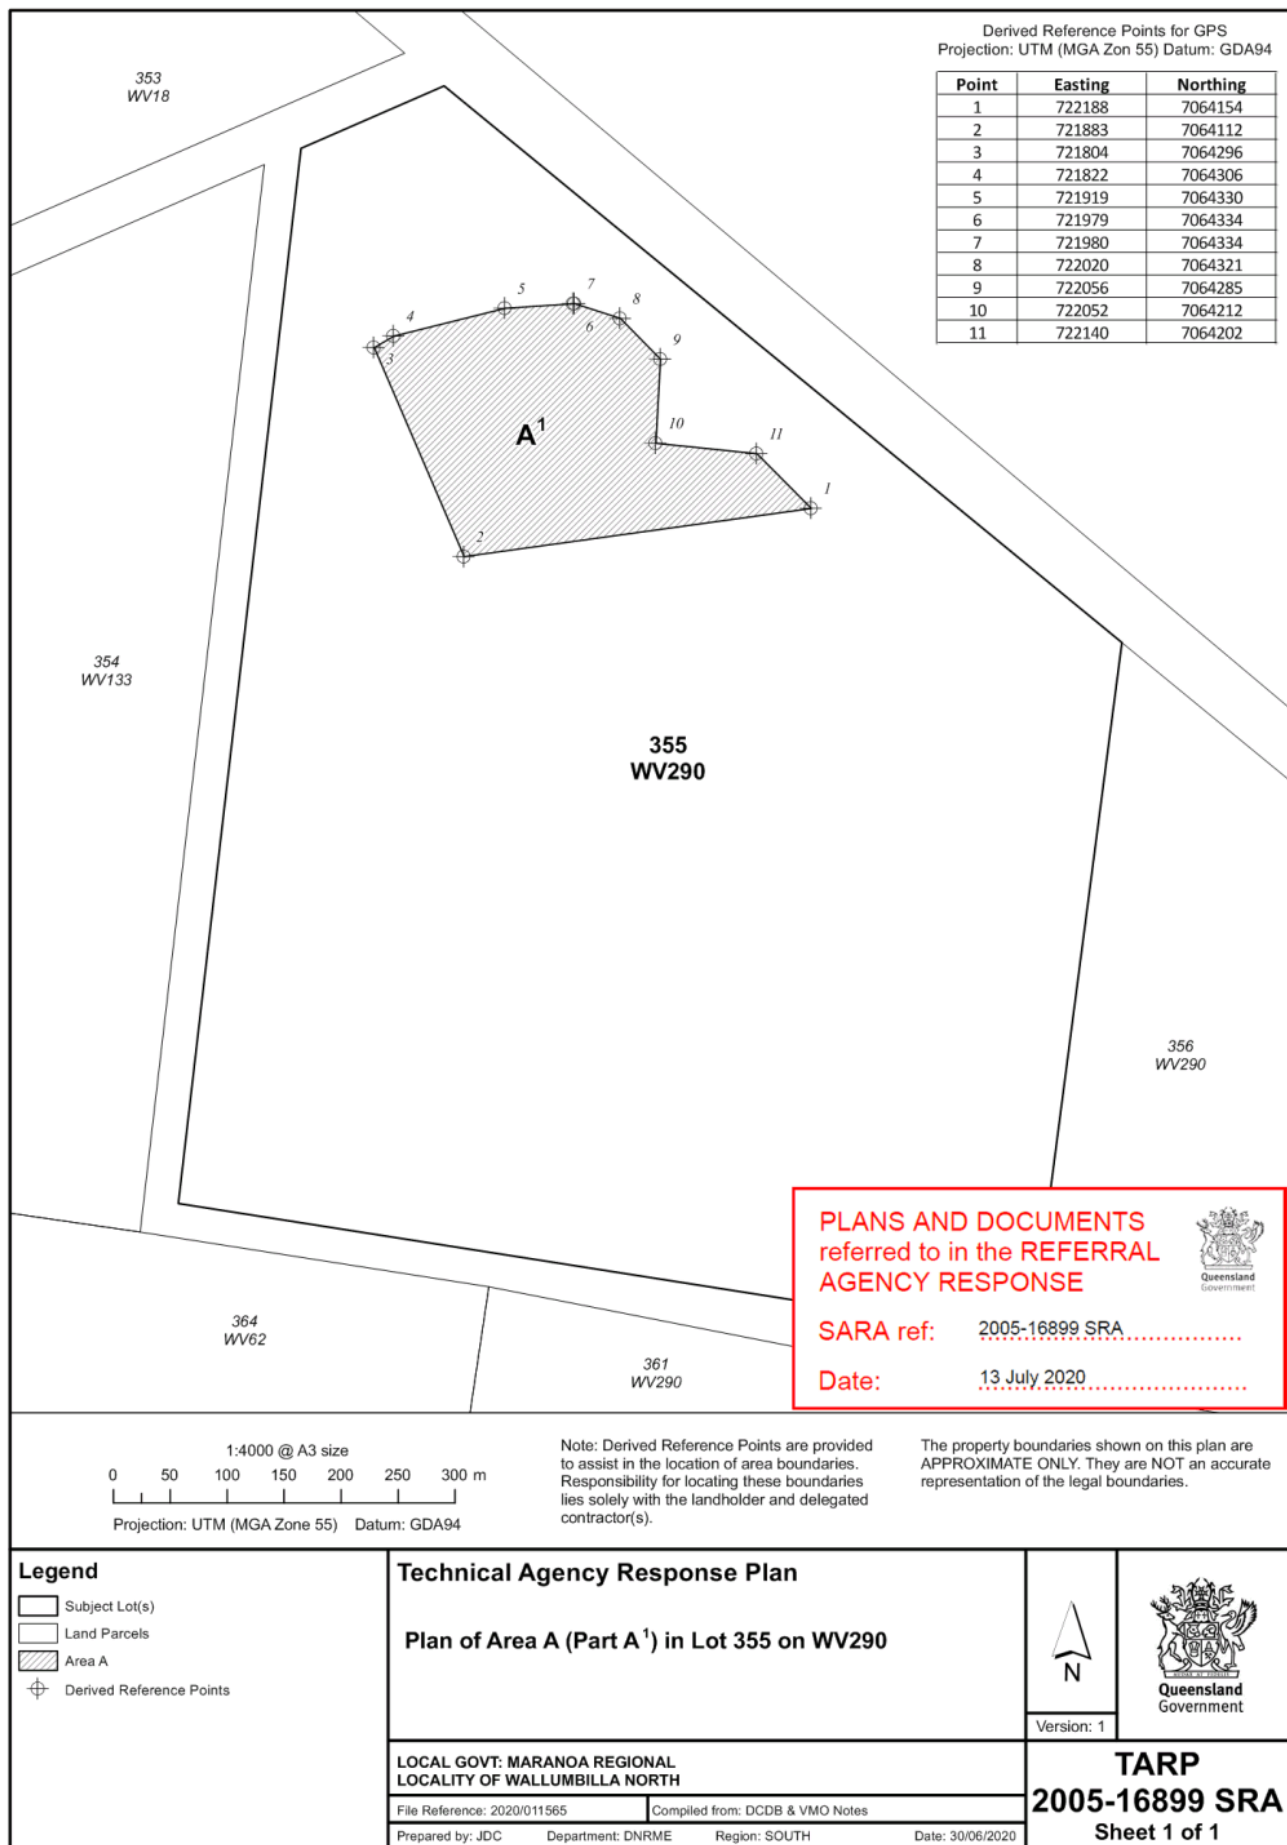 Derived Reference Points for GPS
Projection: UTM (MGA Zon 55) Datum: GDA94
Point Easting Northing
1 722188 7064154
2 721883 7064112
3 721804 7064296
4 721822 7064306
5 721919 7064330
6 721979 7064334
7 721980 7064334
8 722020 7064321
9 722056 7064285
10 722052 7064212
11 722140 7064202
353
WV18
5
7
8
4
6
3
9
A1
10
11
1
2
354
WV133
355
WV290
356
WV290
364
WV62
361
WV290
PLANS AND DOCUMENTS
referred to in the REFERRAL
AGENCY RESPONSE
Queensland
Government
SARA ref: 2005-16899 SRA
Date: 13 July 2020
1:4000 @ A3 size
0 50 100 150 200 250 300 m
Projection: UTM (MGA Zone 55) Datum: GDA94
Note: Derived Reference Points are provided
to assist in the location of area boundaries.
Responsibility for locating these boundaries
lies solely with the landholder and delegated
contractor(s).
The property boundaries shown on this plan are
APPROXIMATE ONLY. They are NOT an accurate
representation of the legal boundaries.
Legend
Subject Lot(s)
Land Parcels
Area A
Derived Reference Points
Technical Agency Response Plan
Plan of Area A (Part A1) in Lot 355 on WV290
N
Version: 1
Queensland
Government
LOCAL GOVT: MARANOA REGIONAL
LOCALITY OF WALLUMBILLA NORTH
File Reference: 2020/011565 Compiled from: DCDB & VMO Notes
Prepared by: JDC Department: DNRME Region: SOUTH Date: 30/06/2020
TARP
2005-16899 SRA
Sheet 1 of 1